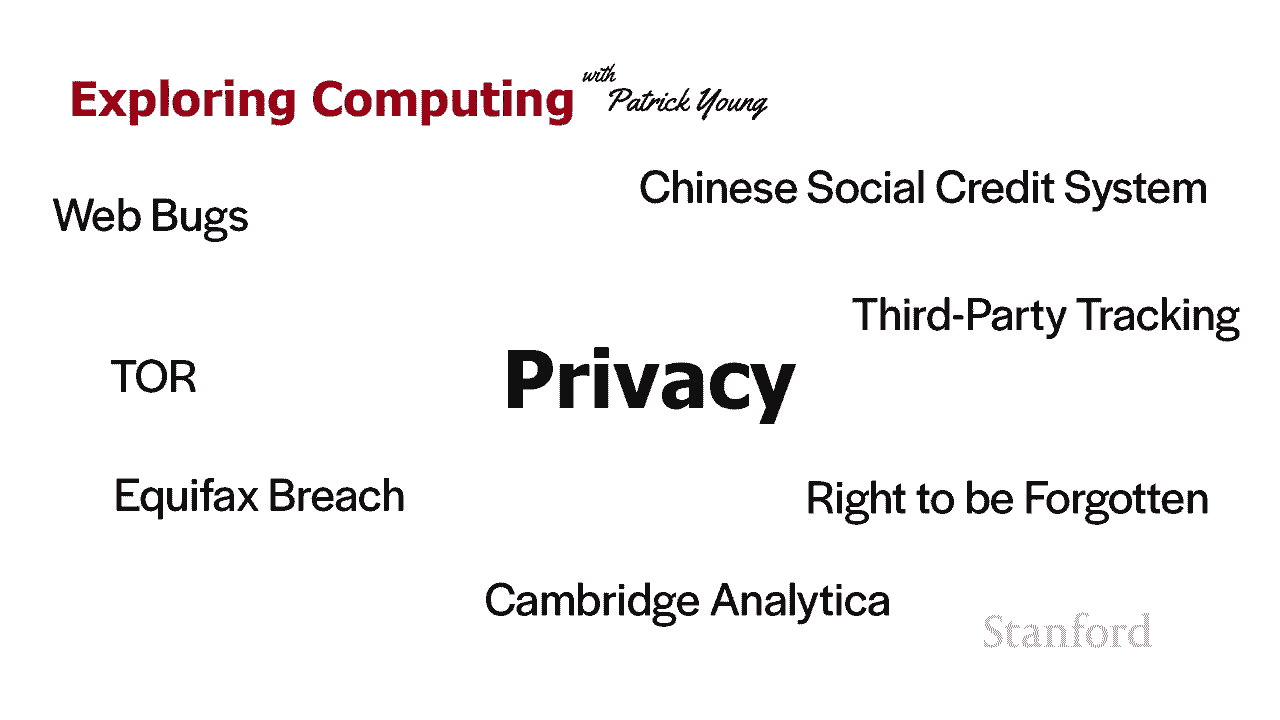 Exploring Computing with Patrick Young
Chinese Social Credit System
Web Bugs
Third-Party Tracking
TOR
Privacy
Equifax Breach
Right to be Forgotten
Cambridge Analytica
Stanford